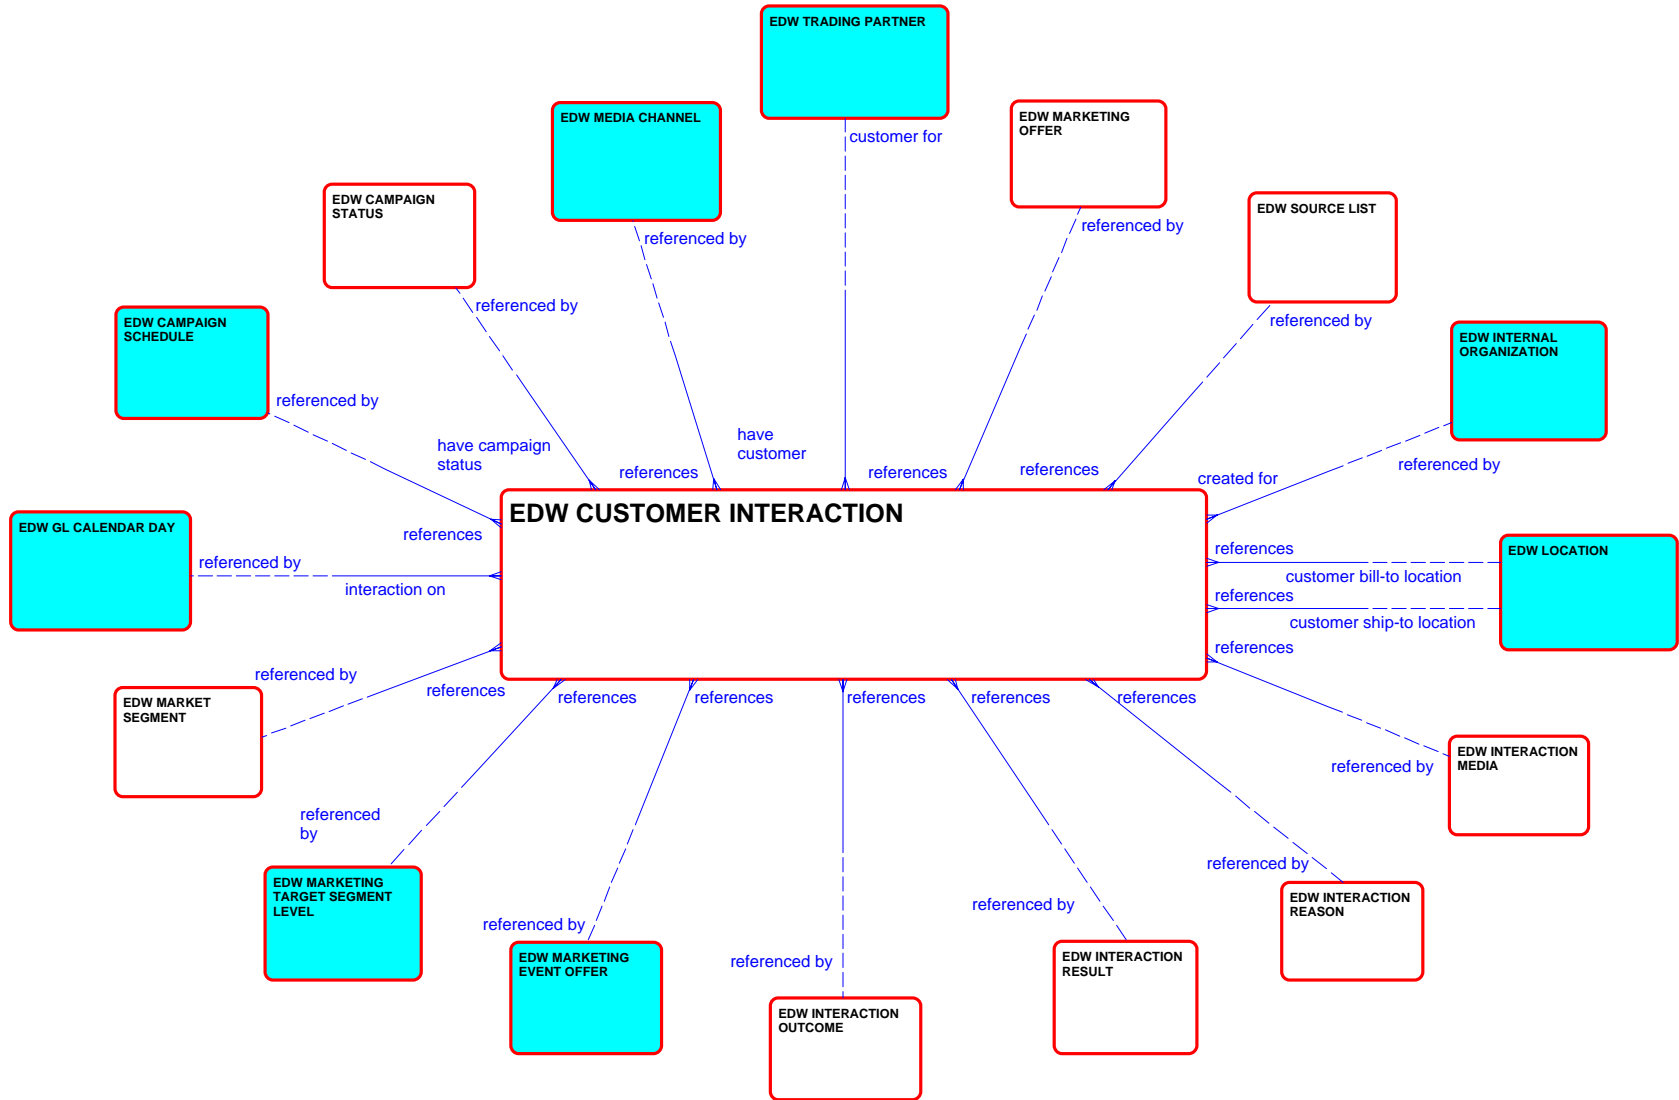 EDW TRADING PARTNER
EDW MEDIA CHANNEL
EDW MARKETING
OFFER
customer for
EDW CAMPAIGN
STATUS
EDW SOURCE LIST
referenced by
referenced by
referenced by
referenced by
EDW CAMPAIGN
SCHEDULE
EDW INTERNAL
ORGANIZATION
referenced by
have campaign
status
references
have
customer
references
references
created for
referenced by
EDW CUSTOMER INTERACTION
EDW GL CALENDAR DAY
references
referenced by
interaction on
references
customer bill-to location
EDW LOCATION
references
customer ship-to location
references
referenced by
references
EDW MARKET
SEGMENT
references
references
references
references
references
EDW INTERACTION
MEDIA
referenced by
referenced
by
referenced by
EDW MARKETING
TARGET SEGMENT
LEVEL
EDW INTERACTION
REASON
referenced by
referenced by
EDW MARKETING
EVENT OFFER
referenced by
EDW INTERACTION
RESULT
EDW INTERACTION
OUTCOME